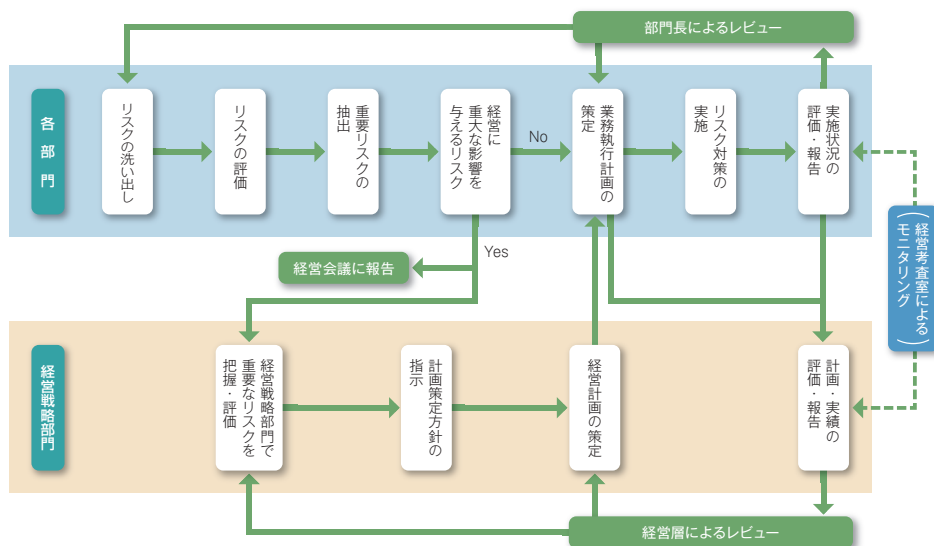 部門長によるレビュー
各部門
リスクの洗い出し
リスクの評価
重要リスクの
抽出
経営に
重大な影響を
与えるリスク
No
業務執行計画の
策定
リスク対策の
実施
実施状況の
評価・報告
Yes
経営会議に報告
(経営考査室による
モニタリング)
経営戦略部門
経営戦略部門で
重要なリスクを
把握・評価
計画策定方針の
指示
経営計画の策定
計画・実績の
評価・報告
経営層によるレビュー